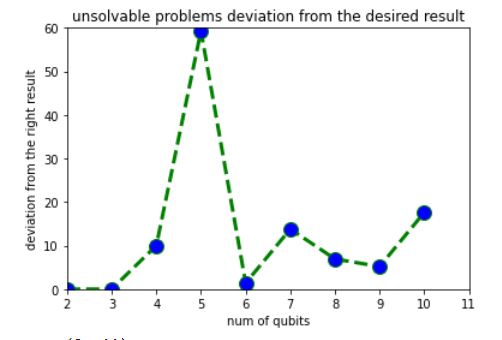 unsolvable problems deviation from the desired result
60
50
40
30
20
10
0
deviation from the right result
2 3 4 5 6 7 8 9 10 11
num of qubits